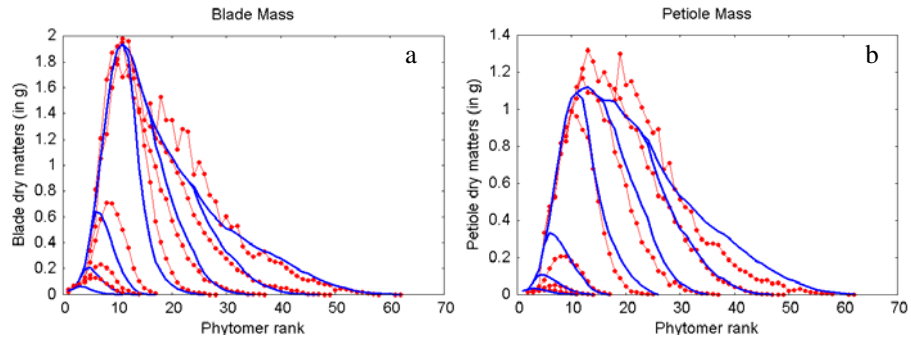 Blade Mass
a
Blade dry matters (in g)
2
1.8
1.6
1.4
1.2
1
0.8
0.6
0.4
0.2
0
0 10 20 30 40 50 60 70
Phytomer rank
Petiole Mass
b
Petiole dry matters (in g)
1.4
1.2
1
0.8
0.6
0.4
0.2
0
0 10 20 30 40 50 60 70
Phytomer rank